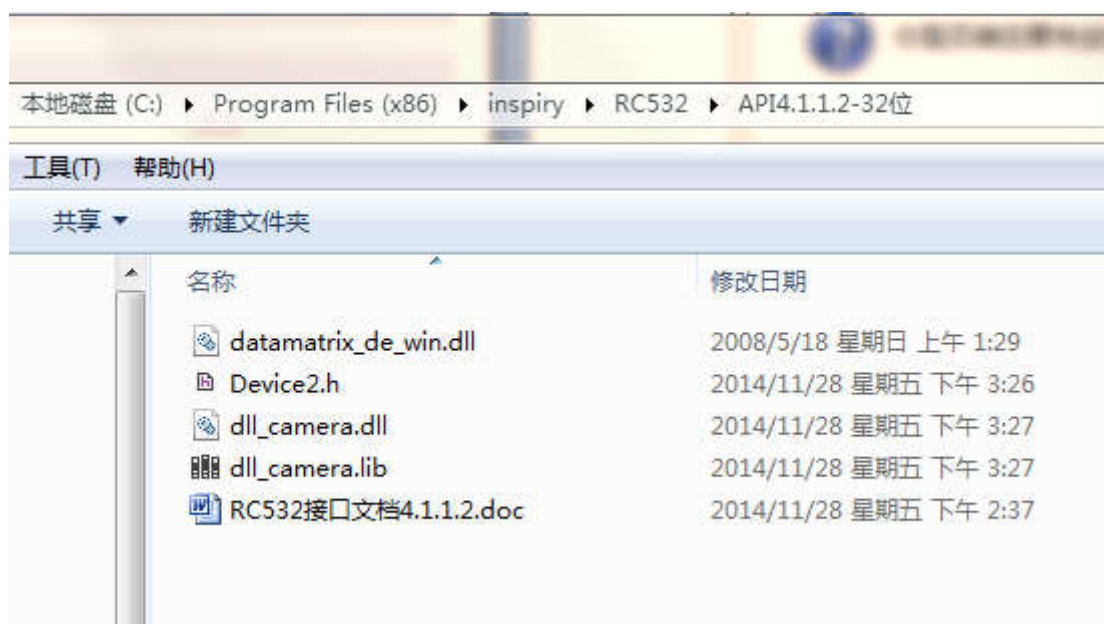 本地磁盘 (C:) ▸ Program Files (x86) ▸ inspiry ▸ RC532 ▸ API4.1.1.2-32位
工具(T) 帮助(H)
共享 新建文件夹
名称 修改日期
datamatrix_de_win.dll 2008/5/18 星期日 上午 1:29
Device2.h 2014/11/28 星期五 下午 3:26
dll_camera.dll 2014/11/28 星期五 下午 3:27
dll_camera.lib 2014/11/28 星期五 下午 3:27
RC532接口文档4.1.1.2.doc 2014/11/28 星期五 下午 2:37